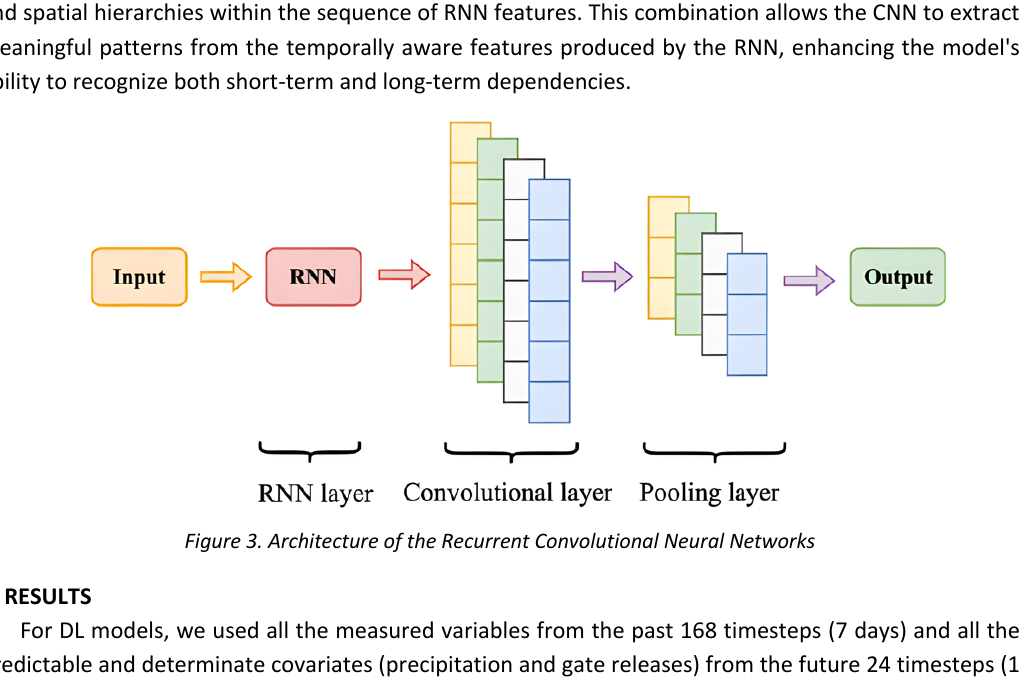 nd spatial hierarchies within the sequence of RNN features. This combination allows the CNN to extract
eaningful patterns from the temporally aware features produced by the RNN, enhancing the model's
bility to recognize both short-term and long-term dependencies.
Input
RNN
Output
RNN layer
Convolutional layer
Pooling layer
Figure 3. Architecture of the Recurrent Convolutional Neural Networks
RESULTS
For DL models, we used all the measured variables from the past 168 timesteps (7 days) and all the
redictable and determinate covariates (precipitation and gate releases) from the future 24 timesteps (1